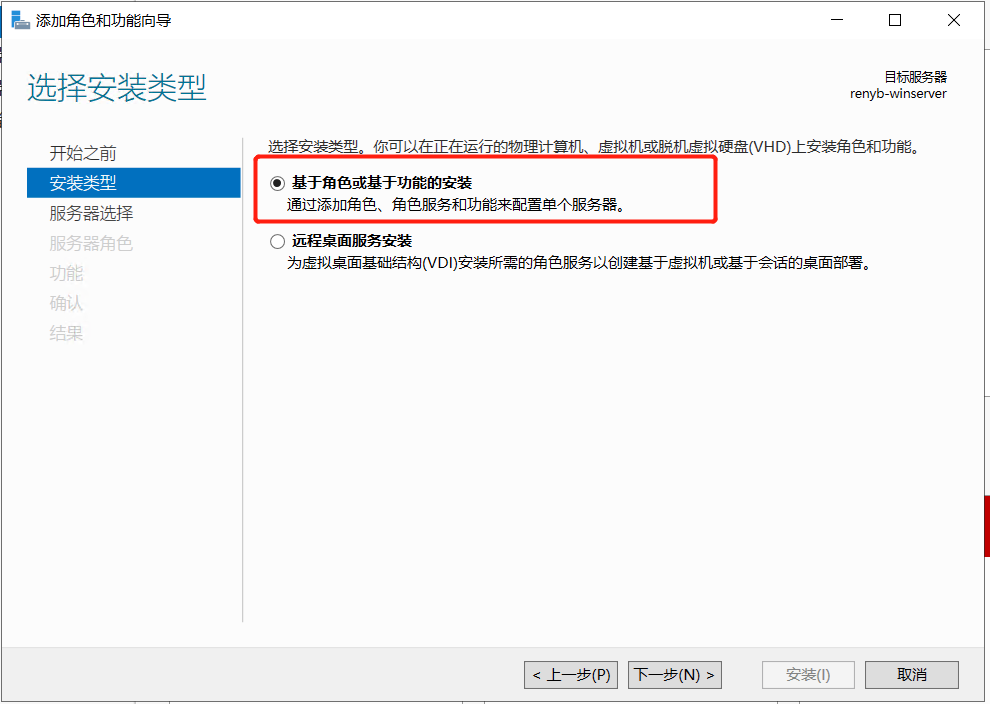 添加角色和功能向导
选择安装类型
目标服务器
renyb-winserver
开始之前
安装类型
服务器选择
服务器角色
功能
确认
结果
选择安装类型。你可以在正在运行的物理计算机、虚拟机或脱机虚拟硬盘(VHD)上安装角色和功能。
基于角色或基于功能的安装
通过添加角色、角色服务和功能来配置单个服务器。
远程桌面服务安装
为虚拟桌面基础结构(VDI)安装所需的角色服务以创建基于虚拟机或基于会话的桌面部署。
< 上一步(P)
下一步(N) >
安装(I)
取消